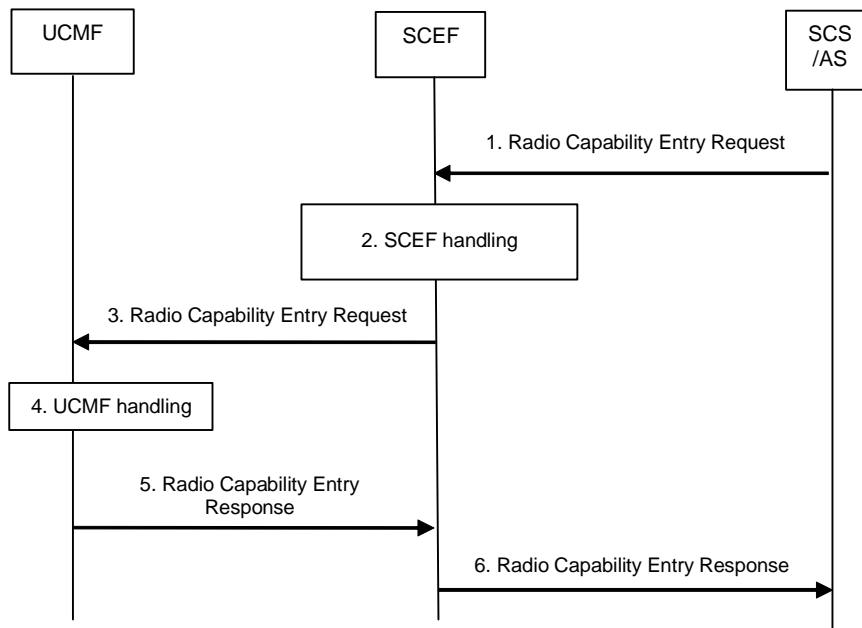 UCMF
SCEF
SCS
/AS
1. Radio Capability Entry Request
2. SCEF handling
3. Radio Capability Entry Request
4. UCMF handling
5. Radio Capability Entry
Response
6. Radio Capability Entry Response